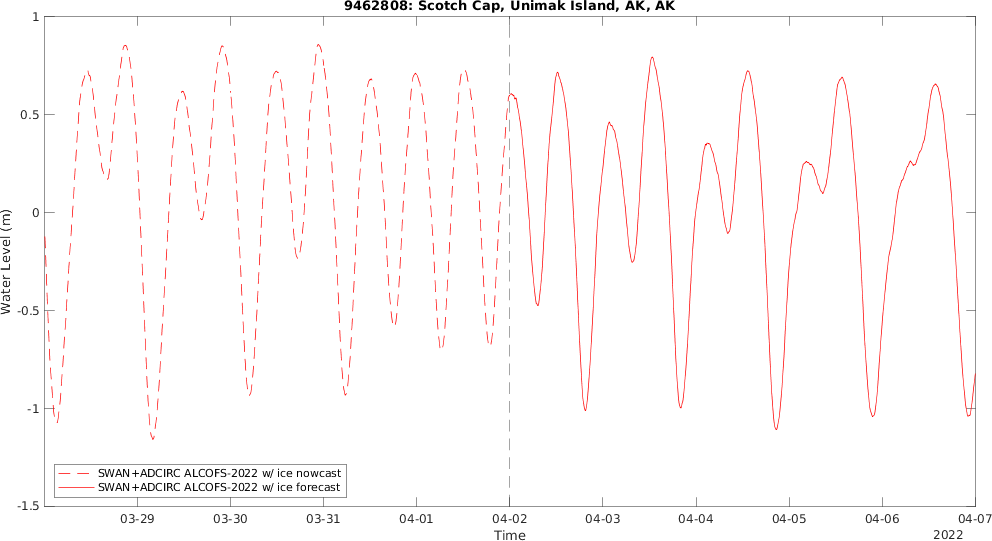 9462808: Scotch Cap, Unimak Island, AK, AK
1
0.5
0
-0.5
-1
-1.5
Water Level (m)
SWAN+ADCIRC ALCOFS-2022 w/ ice nowcast
SWAN+ADCIRC ALCOFS-2022 w/ ice forecast
03-29 03-30 03-31 04-01 04-02 04-03 04-04 04-05 04-06 04-07
Time
2022